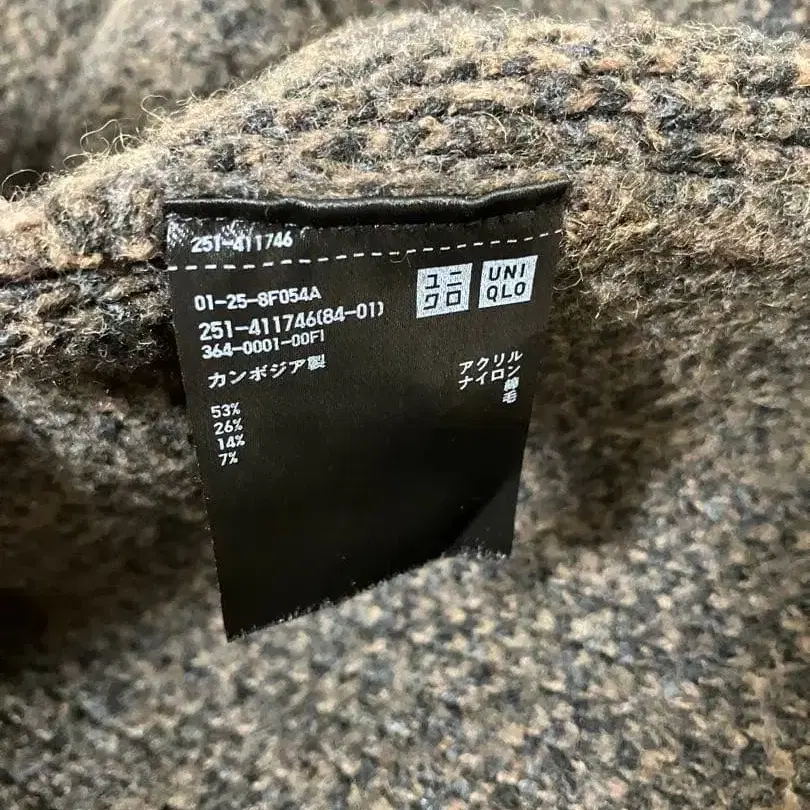 251-411746
01-25-8F054A
ユニ
クロ
UNI
QLO
251-411746(84-01)
364-0001-00F1
カンボジア製
アクリル 53%
ナイロン 26%
綿 14%
毛 7%